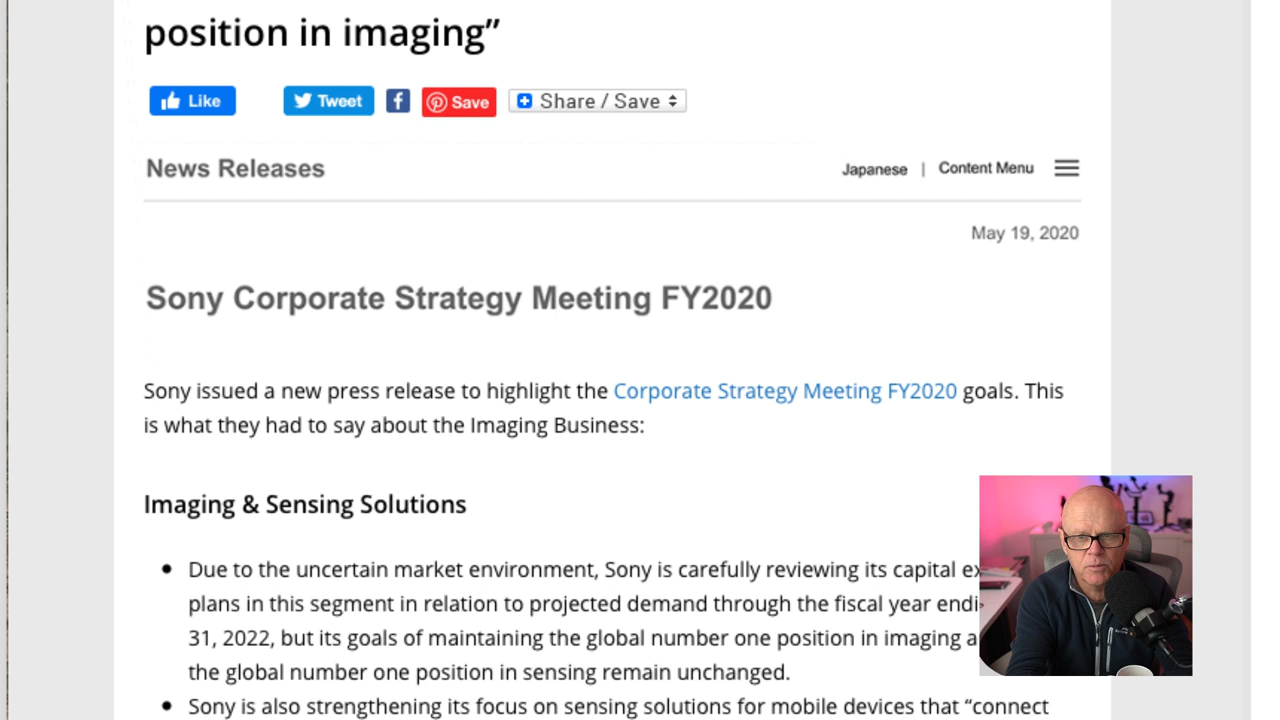 position in imaging”
Like
Tweet
Save
Share / Save
News Releases
Japanese | Content Menu
May 19, 2020
Sony Corporate Strategy Meeting FY2020
Sony issued a new press release to highlight the Corporate Strategy Meeting FY2020 goals. This
is what they had to say about the Imaging Business:
Imaging & Sensing Solutions
• Due to the uncertain market environment, Sony is carefully reviewing its capital
plans in this segment in relation to projected demand through the fiscal year
31, 2022, but its goals of maintaining the global number one position in imaging
the global number one position in sensing remain unchanged.
• Sony is also strengthening its focus on sensing solutions for mobile devices that “connect